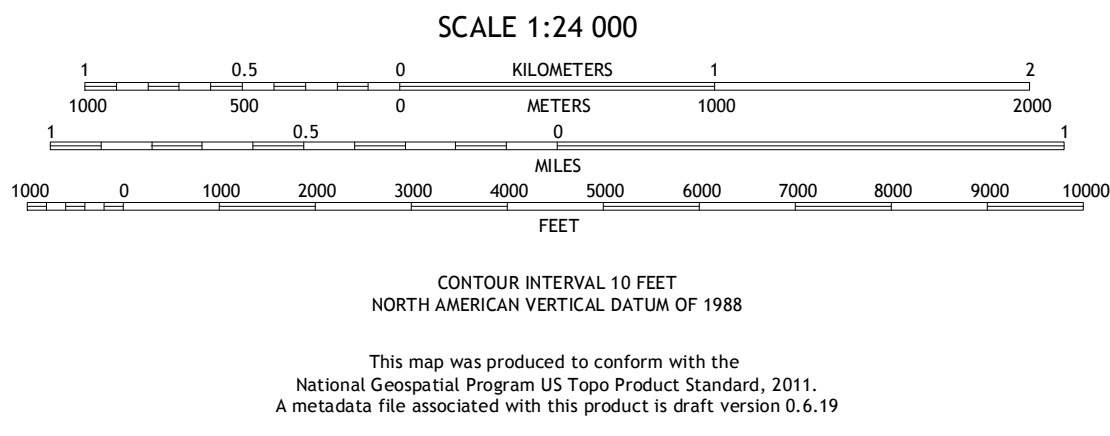 SCALE 1:24 000
1 0.5 0 KILOMETERS 1 2
1000 500 0 METERS 1000 2000
1 0.5 0 1
MILES
1000 0 1000 2000 3000 4000 5000 6000 7000 8000 9000 10000
FEET
CONTOUR INTERVAL 10 FEET
NORTH AMERICAN VERTICAL DATUM OF 1988
This map was produced to conform with the
National Geospatial Program US Topo Product Standard, 2011.
A metadata file associated with this product is draft version 0.6.19